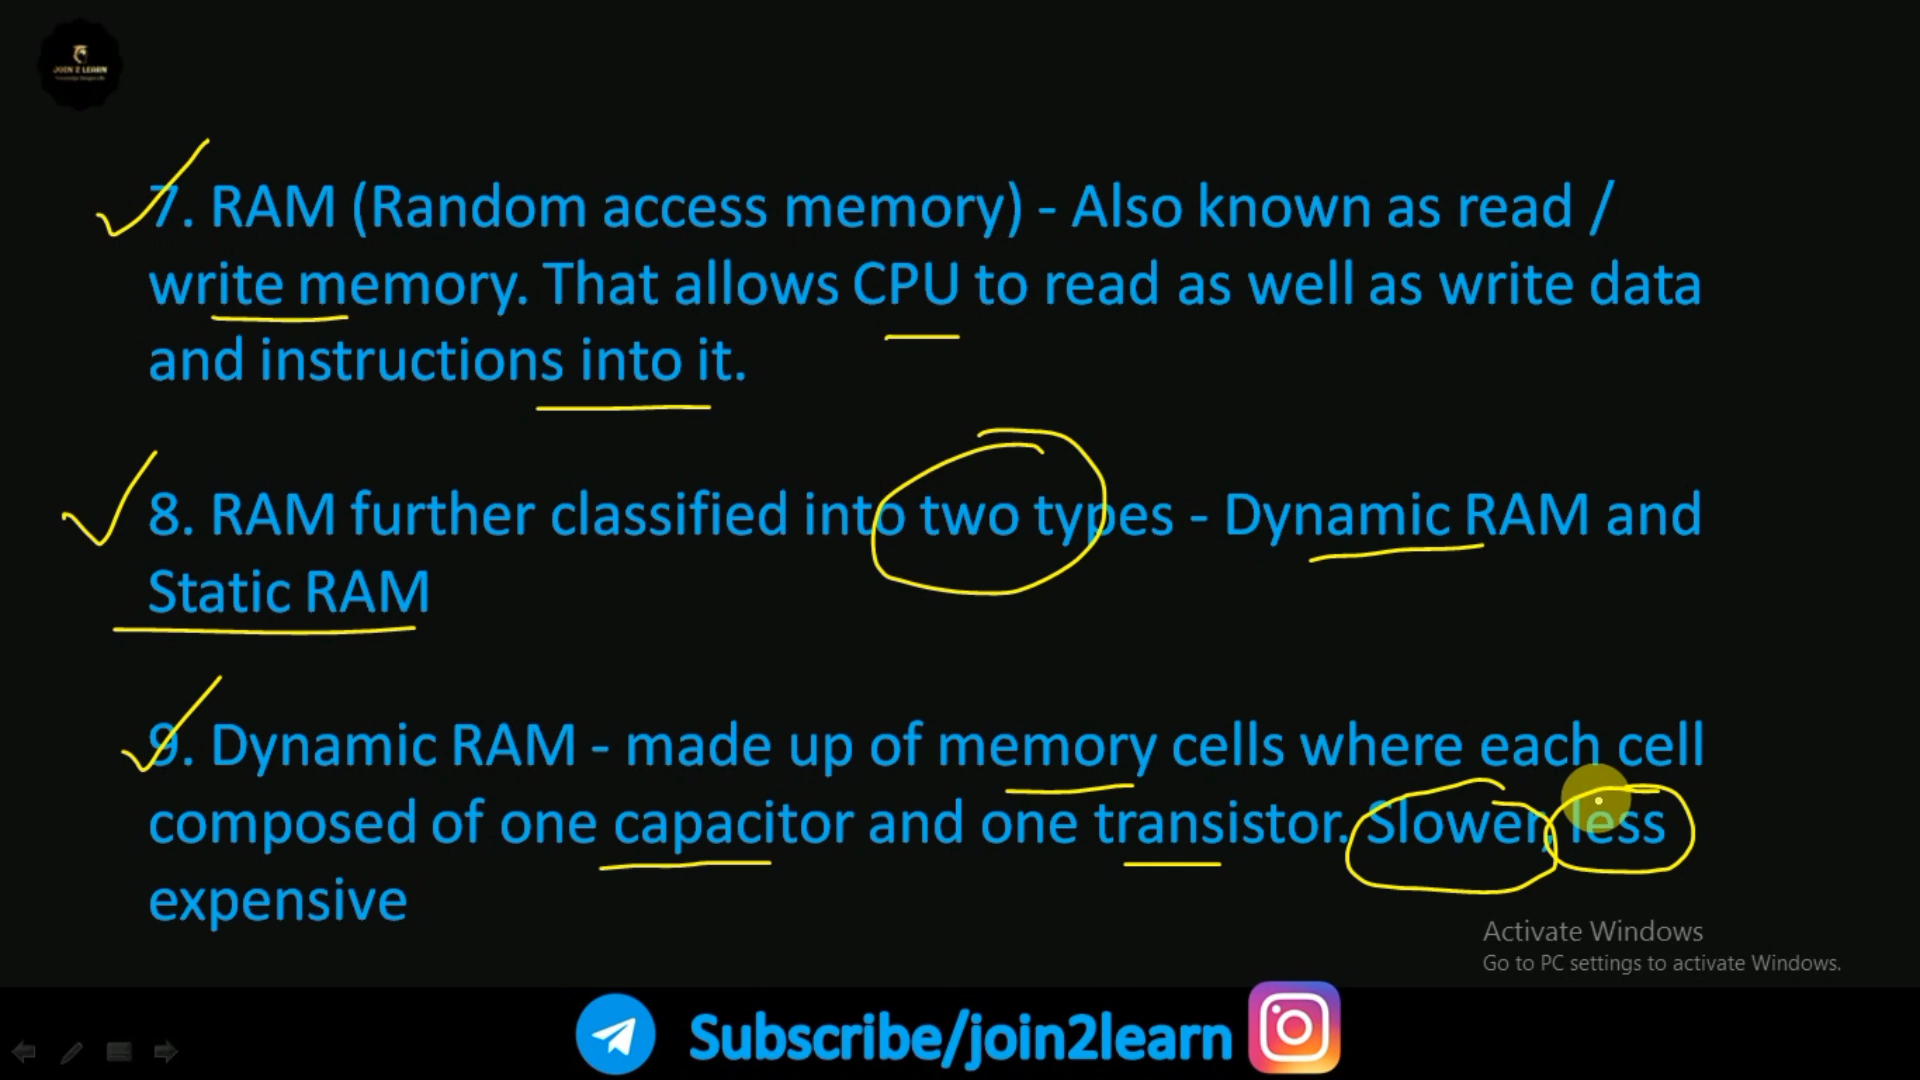 JOIN 2 LEARN
7. RAM (Random access memory) - Also known as read /
write memory. That allows CPU to read as well as write data
and instructions into it.
8. RAM further classified into two types - Dynamic RAM and
Static RAM
9. Dynamic RAM - made up of memory cells where each cell
composed of one capacitor and one transistor. Slower, less
expensive
Activate Windows
Go to PC settings to activate Windows.
Subscribe/join2learn